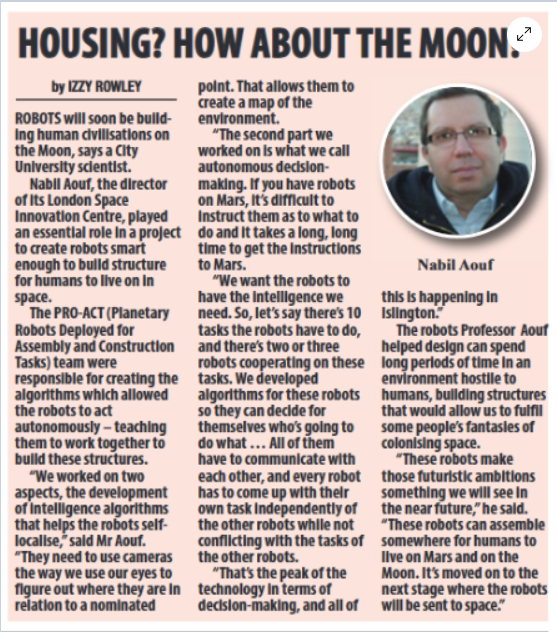 HOUSING? HOW ABOUT THE MOON?
by IZZY ROWLEY
ROBOTS will soon be build-
ing human civilisations on
the Moon, says a City
University scientist.
Nabil Aouf, the director
of its London Space
Innovation Centre, played
an essential role in a project
to create robots smart
enough to build structure
for humans to live on in
space.
The PRO-ACT (Planetary
Robots Deployed for
Assembly and Construction
Tasks) team were
responsible for creating the
algorithms which allowed
the robots to act
autonomously – teaching
them to work together to
build these structures.
"We worked on two
aspects, the development
of intelligence algorithms
that helps the robots self-
localise," said Mr Aouf.
"They need to use cameras
the way we use our eyes to
figure out where they are in
relation to a nominated
point. That allows them to
create a map of the
environment.
"The second part we
worked on is what we call
autonomous decision-
making. If you have robots
on Mars, it's difficult to
instruct them as to what to
do and it takes a long, long
time to get the instructions
to Mars.
"We want the robots to
have the intelligence we
need. So, let's say there's 10
tasks the robots have to do,
and there's two or three
robots cooperating on these
tasks. We developed
algorithms for these robots
so they can decide for
themselves who's going to
do what ... All of them
have to communicate with
each other, and every robot
has to come up with their
own task independently of
the other robots while not
conflicting with the tasks of
the other robots.
"That's the peak of the
technology in terms of
decision-making, and all of
Nabil Aouf
this is happening in
Islington."
The robots Professor Aouf
helped design can spend
long periods of time in an
environment hostile to
humans, building structures
that would allow us to fulfil
some people's fantasies of
colonising space.
"These robots make
those futuristic ambitions
something we will see in
the near future," he said.
"These robots can assemble
somewhere for humans to
live on Mars and on the
Moon. It's moved on to the
next stage where the robots
will be sent to space."